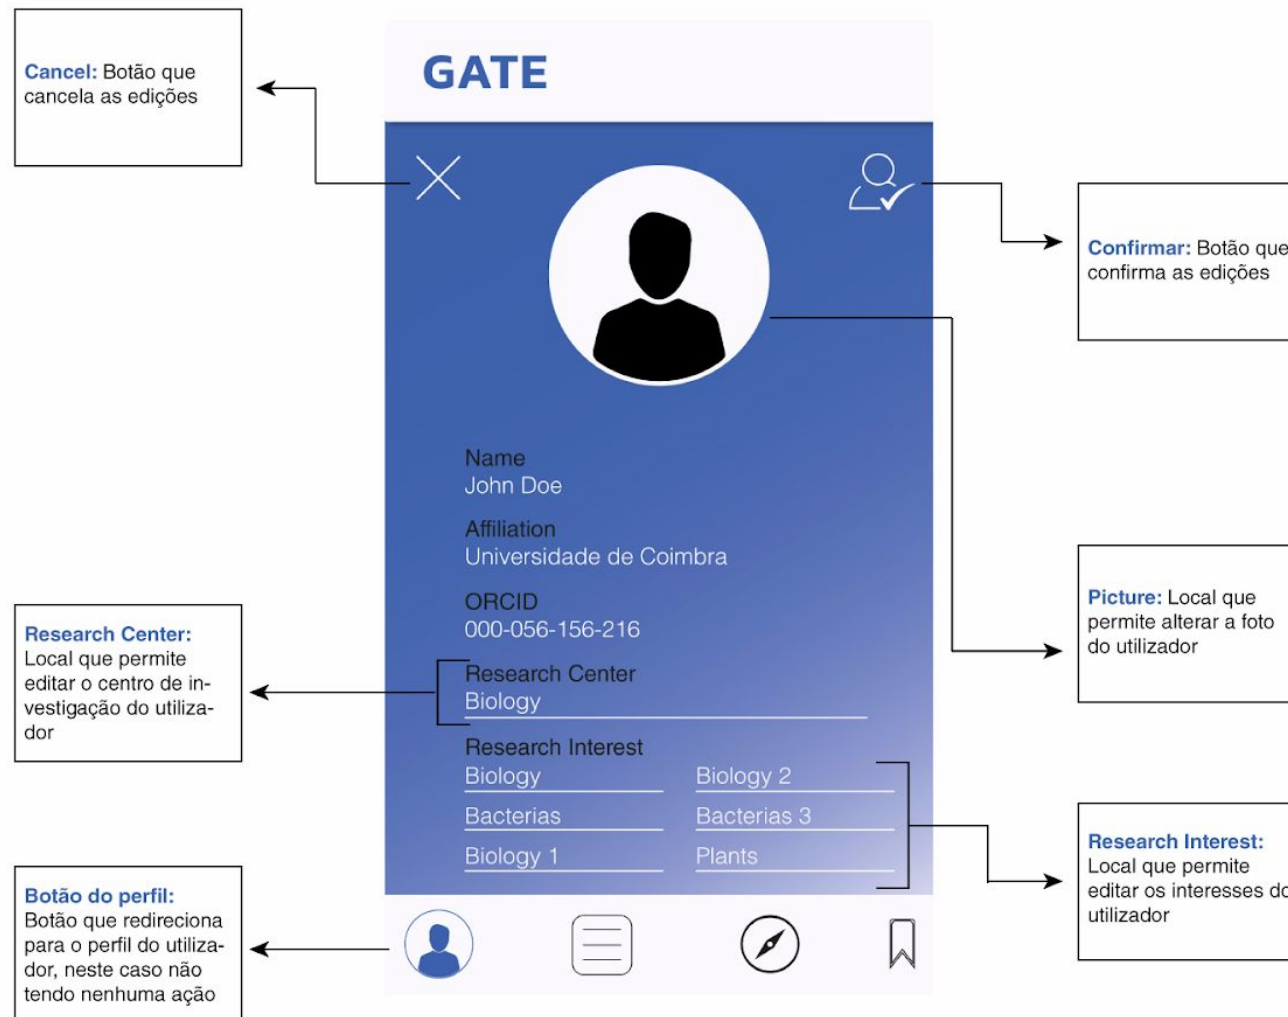 Cancel: Botão que
cancela as edições
GATE
Confirmar: Botão que
confirma as edições
Name
John Doe
Affiliation
Universidade de Coimbra
ORCID
000-056-156-216
Research Center
Biology
Research Interest
Biology
Biology 2
Bacterias
Bacterias 3
Biology 1
Plants
Picture: Local que
permite alterar a foto
do utilizador
Research Center:
Local que permite
editar o centro de in-
vestigação do utiliza-
dor
Research Interest:
Local que permite
editar os interesses do
utilizador
Botão do perfil:
Botão que redireciona
para o perfil do utiliza-
dor, neste caso não
tendo nenhuma ação